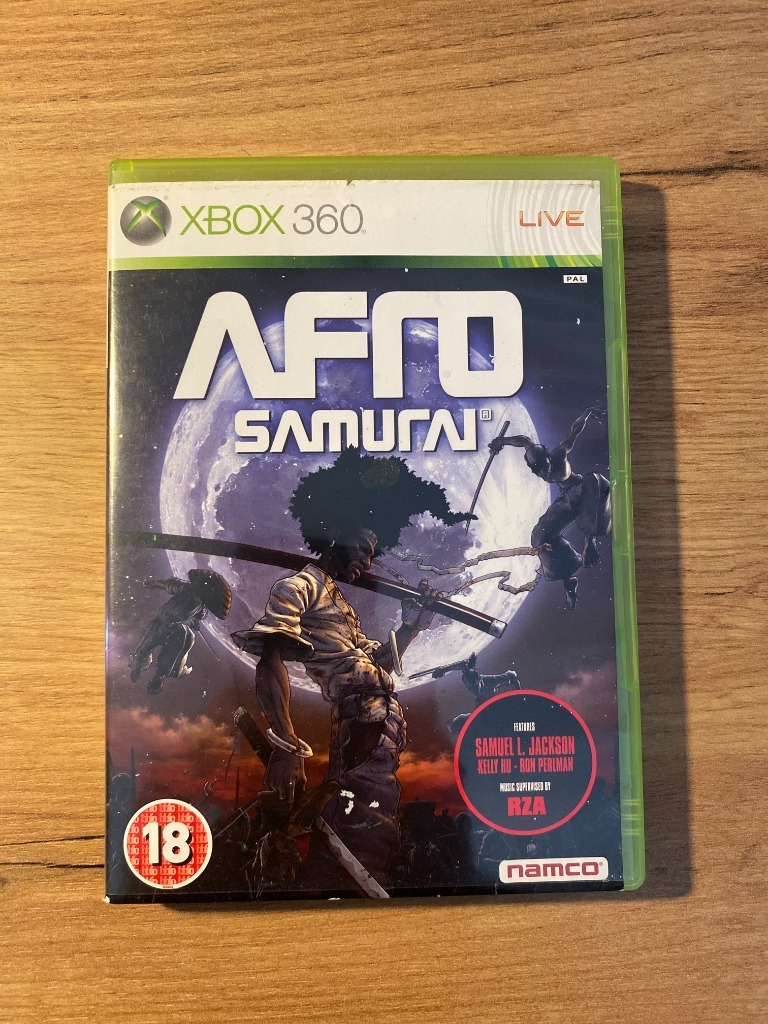 XBOX 360
LIVE
PAL
AFRO
SAMURAI®
FEATURES
SAMUEL L. JACKSON
KELLY HU - RON PERLMAN
MUSIC SUPERVISED BY
RZA
18
namco®